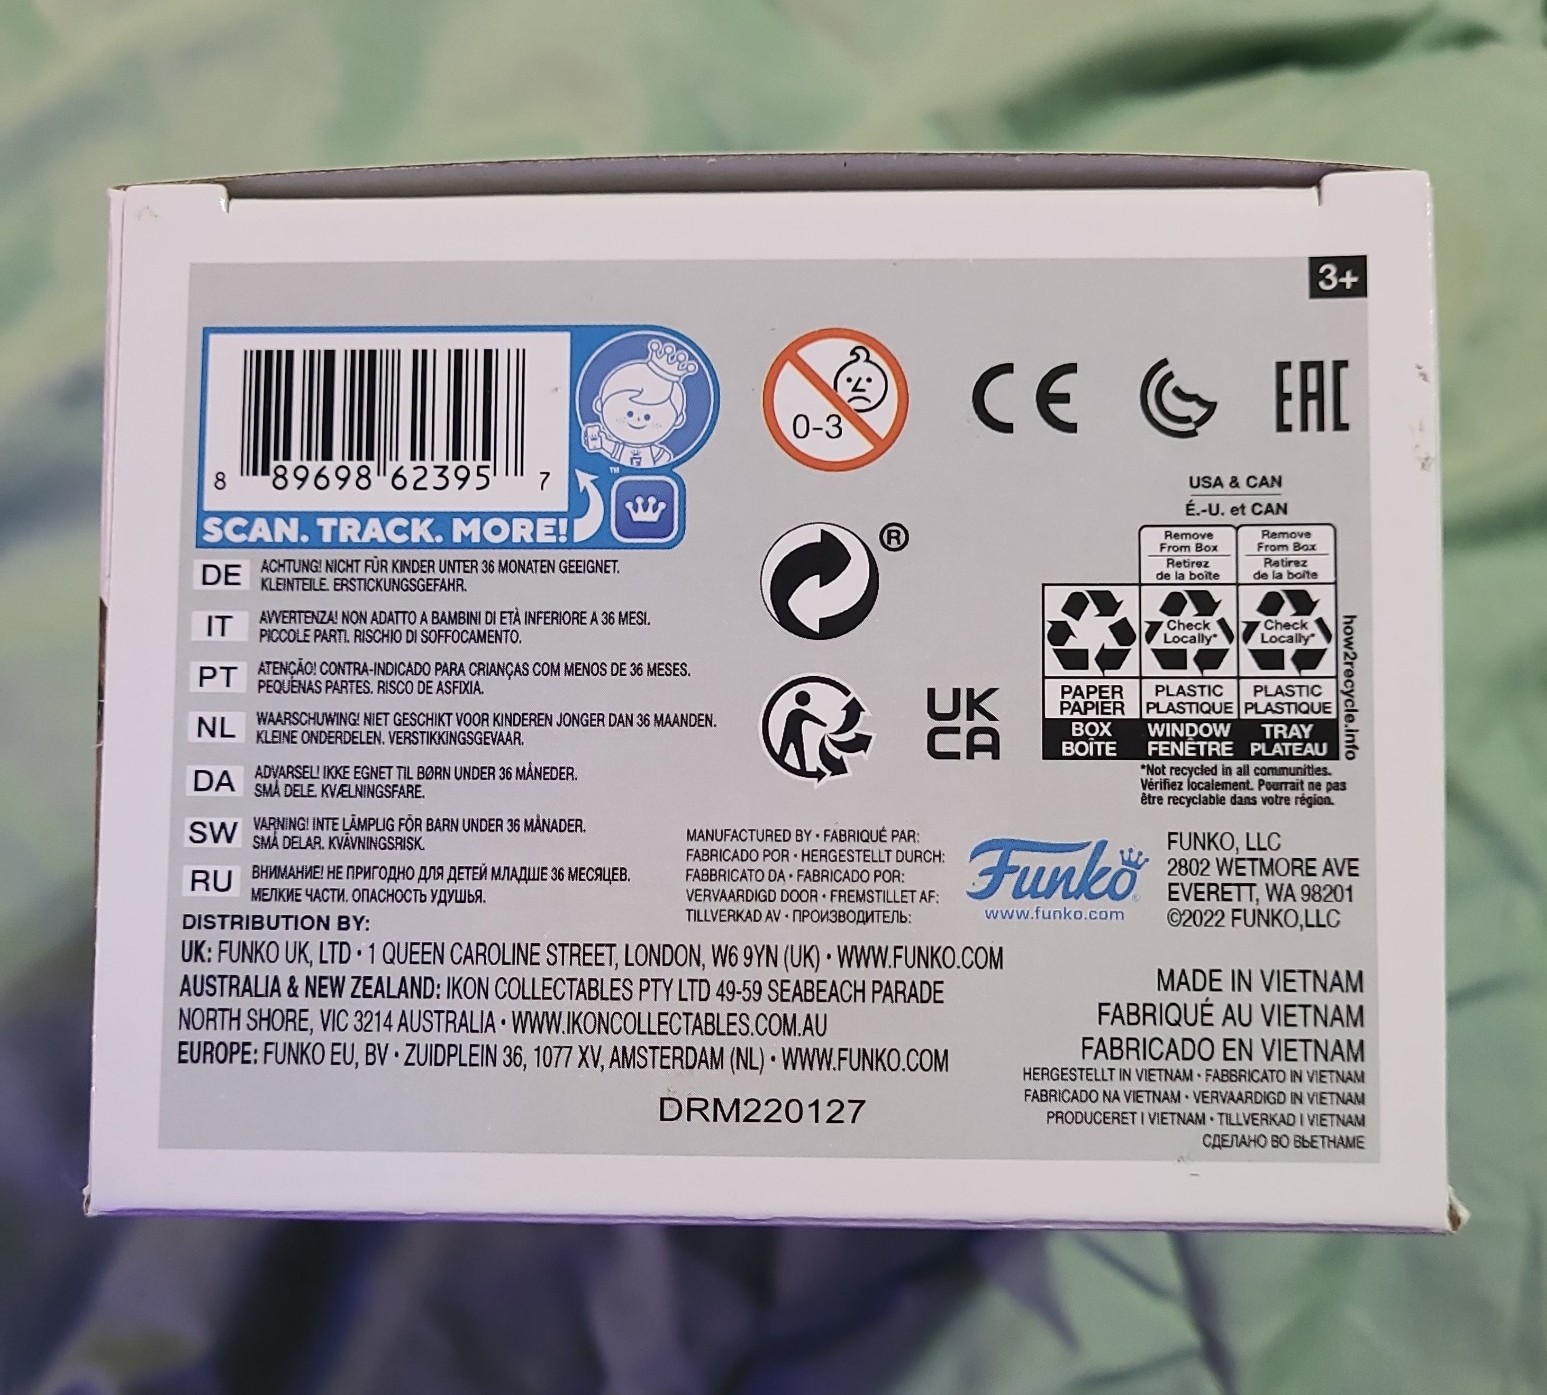 3+
8 89698 62395 7
SCAN. TRACK. MORE!
™
0-3
CE
EAC
DE
ACHTUNG! NICHT FÜR KINDER UNTER 36 MONATEN GEEIGNET.
KLEINTEILE. ERSTICKUNGSGEFAHR.
IT
AVVERTENZA! NON ADATTO A BAMBINI DI ETÀ INFERIORE A 36 MESI.
PICCOLE PARTI. RISCHIO DI SOFFOCAMENTO.
PT
ATENÇÃO! CONTRA-INDICADO PARA CRIANÇAS COM MENOS DE 36 MESES.
PEQUENAS PARTES. RISCO DE ASFIXIA.
NL
WAARSCHUWING! NIET GESCHIKT VOOR KINDEREN JONGER DAN 36 MAANDEN.
KLEINE ONDERDELEN. VERSTIKKINGSGEVAAR.
DA
ADVARSEL! IKKE EGNET TIL BØRN UNDER 36 MÅNEDER.
SMÅ DELE. KVÆLNINGSFARE.
SW
VARNING! INTE LÄMPLIG FÖR BARN UNDER 36 MÅNADER.
SMÅ DELAR. KVÄVNINGSRISK.
RU
ВНИМАНИЕ! НЕ ПРИГОДНО ДЛЯ ДЕТЕЙ МЛАДШЕ 36 МЕСЯЦЕВ.
МЕЛКИЕ ЧАСТИ. ОПАСНОСТЬ УДУШЬЯ.
®
UK
CA
USA & CAN
É.-U. et CAN
Remove
From Box
Retirez
de la boîte
Remove
From Box
Retirez
de la boîte
Check
Locally*
Check
Locally*
PAPER
PAPIER
PLASTIC
PLASTIQUE
PLASTIC
PLASTIQUE
BOX
BOÎTE
WINDOW
FENÊTRE
TRAY
PLATEAU
how2recycle.info
*Not recycled in all communities.
Vérifiez localement. Pourrait ne pas
être recyclable dans votre région.
MANUFACTURED BY • FABRIQUÉ PAR:
FABRICADO POR • HERGESTELLT DURCH:
FABBRICATO DA • FABRICADO POR:
VERVAARDIGD DOOR • FREMSTILLET AF:
TILLVERKAD AV • ПРОИЗВОДИТЕЛЬ:
Funko®
www.funko.com
FUNKO, LLC
2802 WETMORE AVE
EVERETT, WA 98201
©2022 FUNKO,LLC
DISTRIBUTION BY:
UK: FUNKO UK, LTD • 1 QUEEN CAROLINE STREET, LONDON, W6 9YN (UK) • WWW.FUNKO.COM
AUSTRALIA & NEW ZEALAND: IKON COLLECTABLES PTY LTD 49-59 SEABEACH PARADE
NORTH SHORE, VIC 3214 AUSTRALIA • WWW.IKONCOLLECTABLES.COM.AU
EUROPE: FUNKO EU, BV • ZUIDPLEIN 36, 1077 XV, AMSTERDAM (NL) • WWW.FUNKO.COM
DRM220127
MADE IN VIETNAM
FABRIQUÉ AU VIETNAM
FABRICADO EN VIETNAM
HERGESTELLT IN VIETNAM • FABBRICATO IN VIETNAM
FABRICADO NA VIETNAM • VERVAARDIGD IN VIETNAM
PRODUCERET I VIETNAM • TILLVERKAD I VIETNAM
СДЕЛАНО ВО ВЬЕТНАМЕ